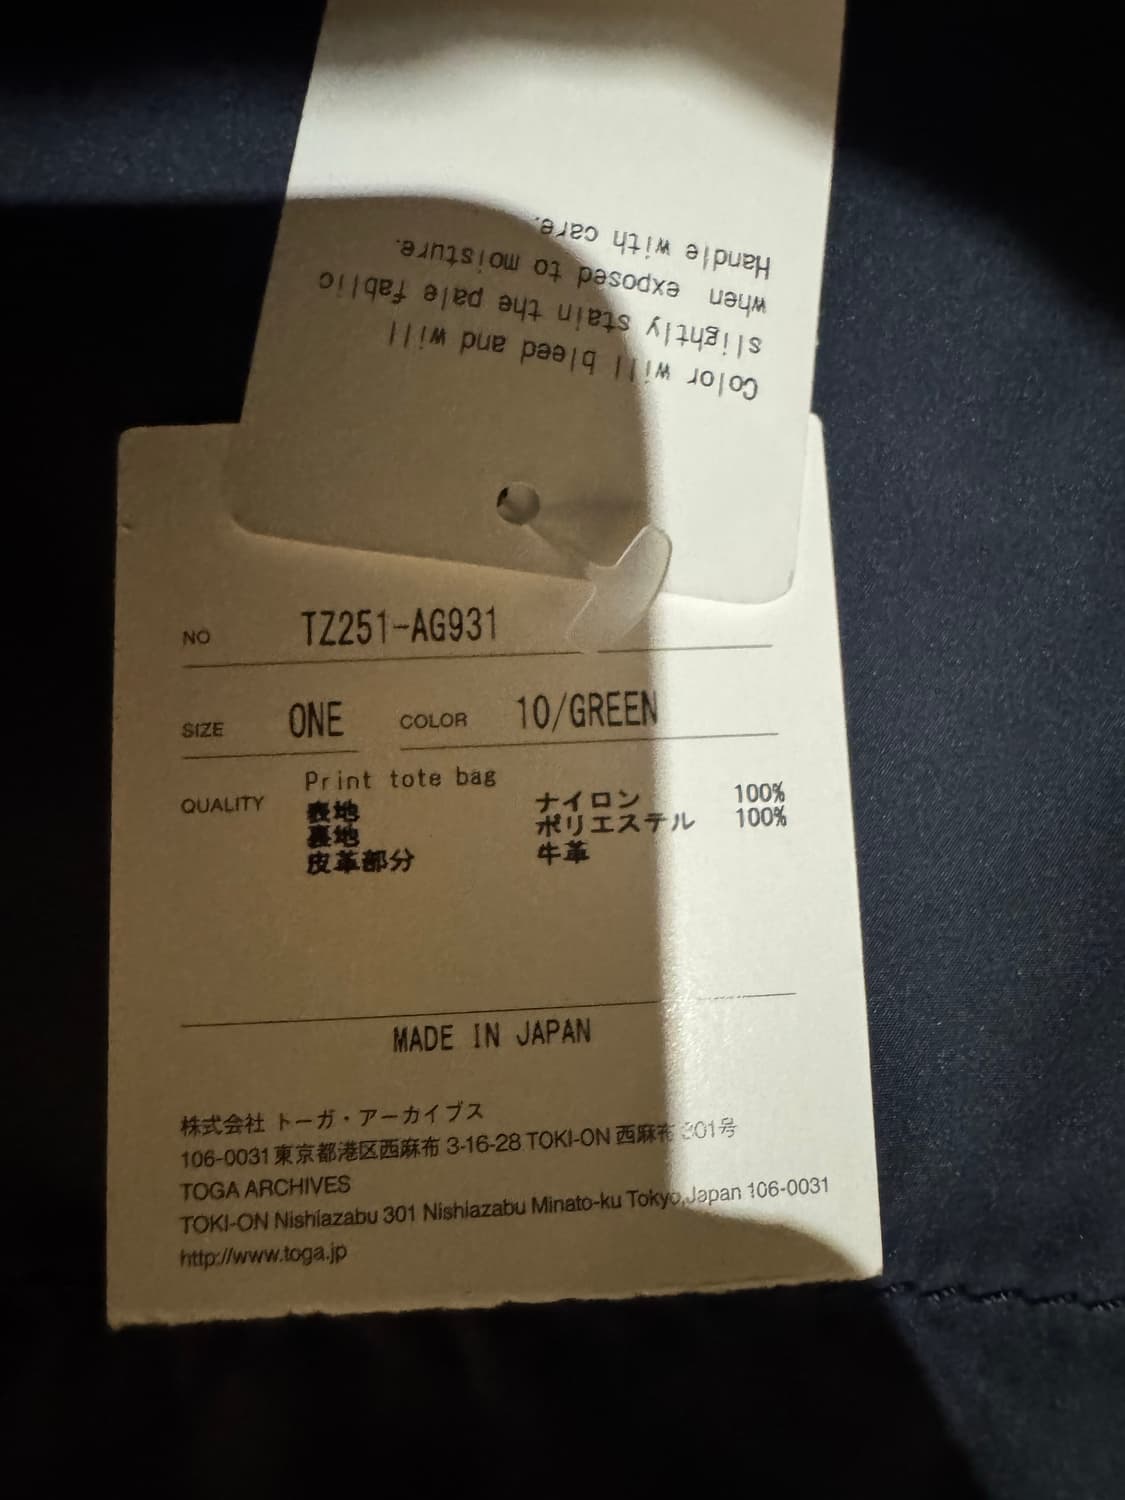 Color will bleed and will
slightly stain the pale fablic
when exposed to moisture.
Handle with care.
NO TZ251-AG931
SIZE ONE COLOR 10/GREEN
QUALITY Print tote bag
表地 ナイロン 100%
裏地 ポリエステル 100%
皮革部分 牛革
MADE IN JAPAN
株式会社 トーガ・アーカイブス
106-0031 東京都港区西麻布 3-16-28 TOKI-ON 西麻布 301号
TOGA ARCHIVES
TOKI-ON Nishiazabu 301 Nishiazabu Minato-ku Tokyo,Japan 106-0031
http://www.toga.jp